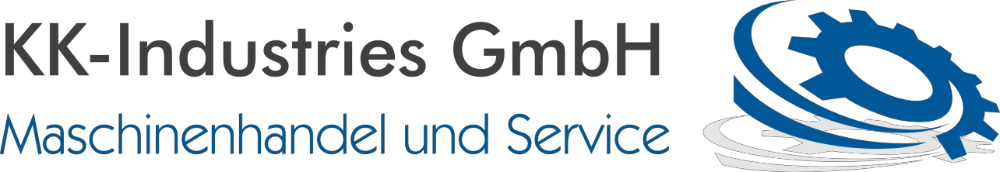 KK-Industries GmbH
Maschinenhandel und Service